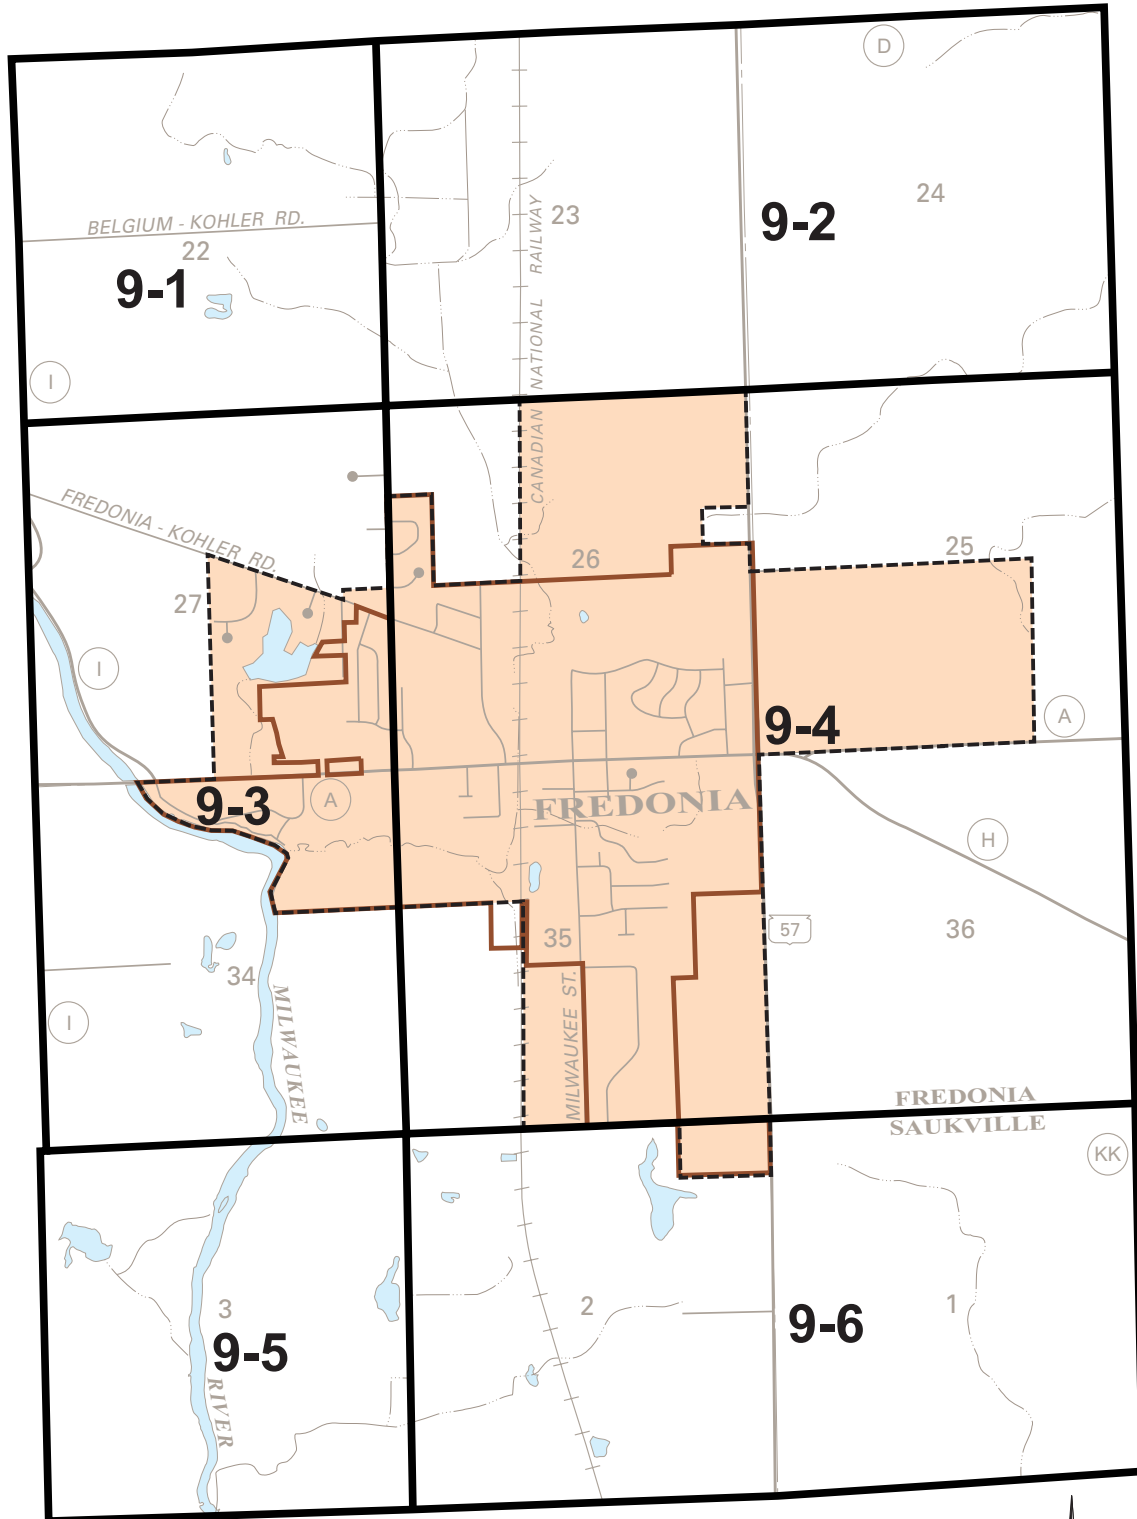 D
24
9-2
23
BELGIUM - KOHLER RD.
22
9-1
CANADIAN NATIONAL RAILWAY
I
FREDONIA - KOHLER RD.
26
25
27
I
A
9-4
9-3
A
FREDONIA
H
57
36
35
34
I
MILWAUKEE
MILWAUKEE ST.
FREDONIA
SAUKVILLE
KK
3
9-5
2
9-6
1
RIVER